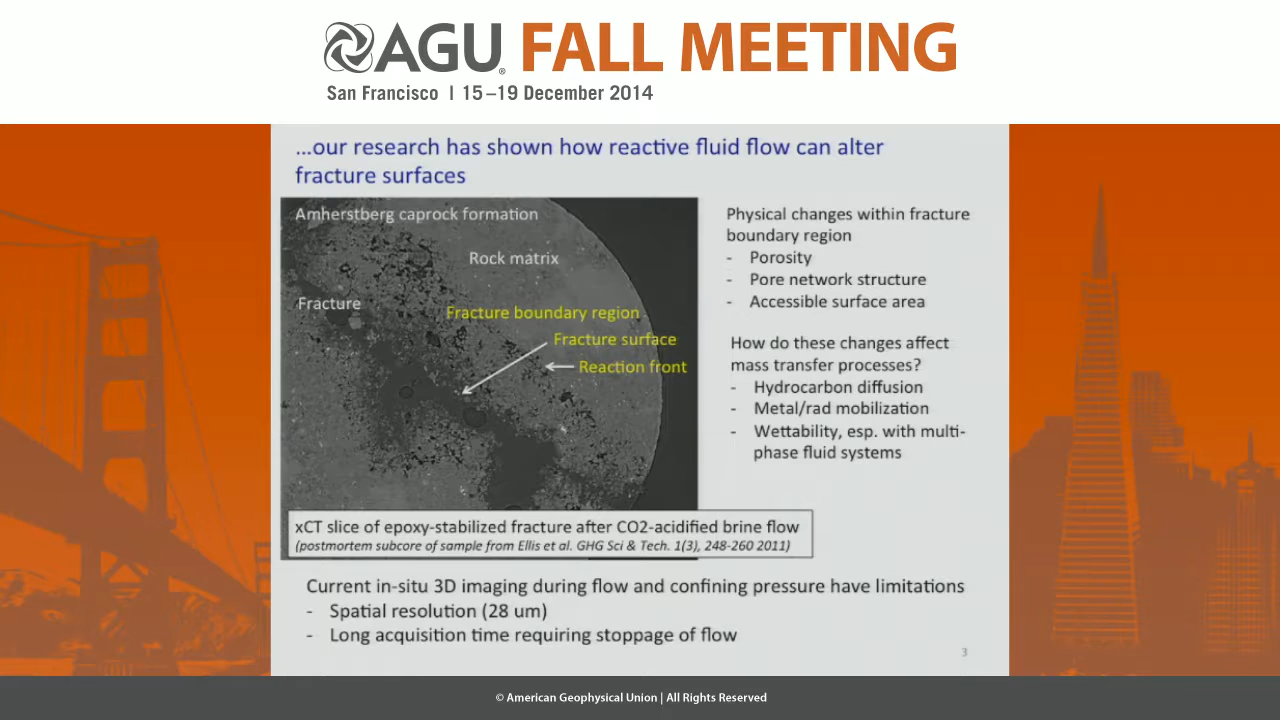 AGU FALL MEETING
San Francisco | 15–19 December 2014
...our research has shown how reactive fluid flow can alter
fracture surfaces
Amherstberg caprock formation
Rock matrix
Fracture
Fracture boundary region
Fracture surface
Reaction front
xCT slice of epoxy-stabilized fracture after CO2-acidified brine flow
(postmortem subcore of sample from Ellis et al. GHG Sci & Tech. 1(3), 248-260 2011)
Physical changes within fracture
boundary region
- Porosity
- Pore network structure
- Accessible surface area
How do these changes affect
mass transfer processes?
- Hydrocarbon diffusion
- Metal/rad mobilization
- Wettability, esp. with multi-
phase fluid systems
Current in-situ 3D imaging during flow and confining pressure have limitations
- Spatial resolution (28 um)
- Long acquisition time requiring stoppage of flow
3
© American Geophysical Union | All Rights Reserved